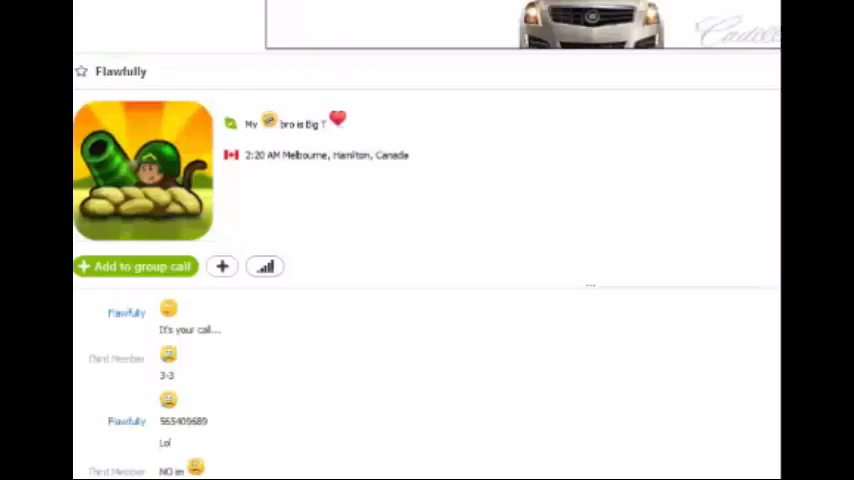 Flawfully
My bro is Big T
2:20 AM Melbourne, Hamilton, Canada
+ Add to group call
Flawfully
It's your call...
Third Member
3-3
Flawfully
565409689
Lol
Third Member
NO im